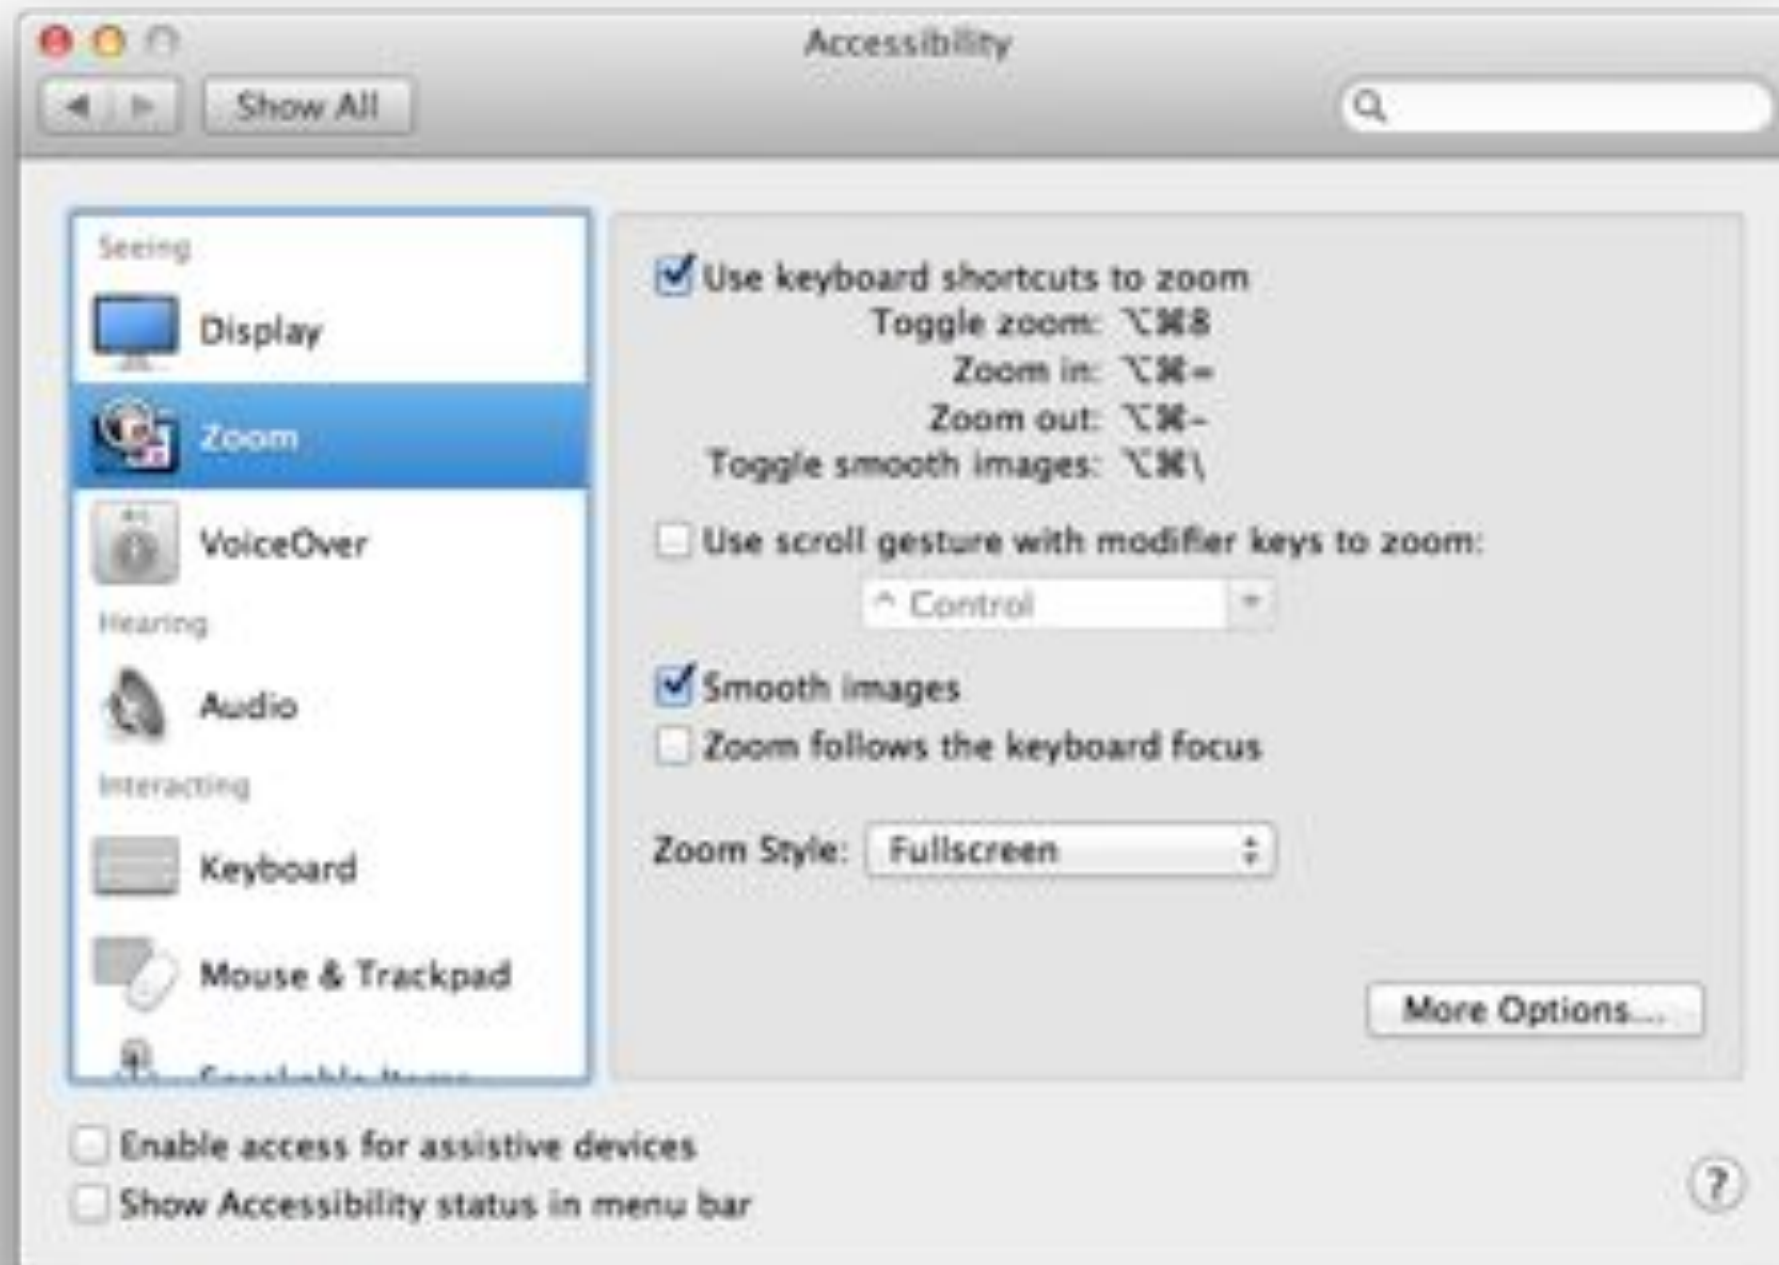 Accessibility
Show All
Seeing
Display
Zoom
VoiceOver
Hearing
Audio
Interacting
Keyboard
Mouse & Trackpad
Speakable Items
Use keyboard shortcuts to zoom
Toggle zoom: ⌥⌘8
Zoom in: ⌥⌘=
Zoom out: ⌥⌘-
Toggle smooth images: ⌥⌘\
Use scroll gesture with modifier keys to zoom:
^ Control
Smooth images
Zoom follows the keyboard focus
Zoom Style: Fullscreen
More Options...
Enable access for assistive devices
Show Accessibility status in menu bar
?